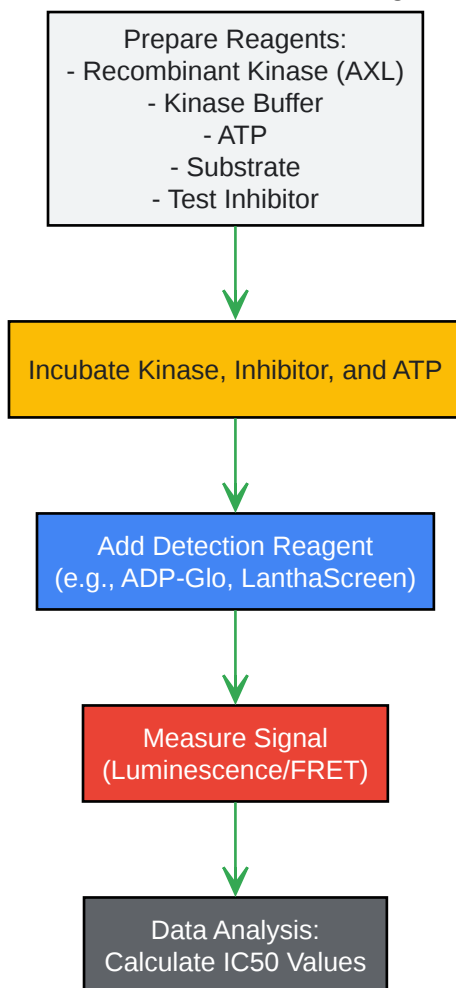 Prepare Reagents:
- Recombinant Kinase (AXL)
- Kinase Buffer
- ATP
- Substrate
- Test Inhibitor
Incubate Kinase, Inhibitor, and ATP
Add Detection Reagent
(e.g., ADP-Glo, LanthaScreen)
Measure Signal
(Luminescence/FRET)
Data Analysis:
Calculate IC50 Values